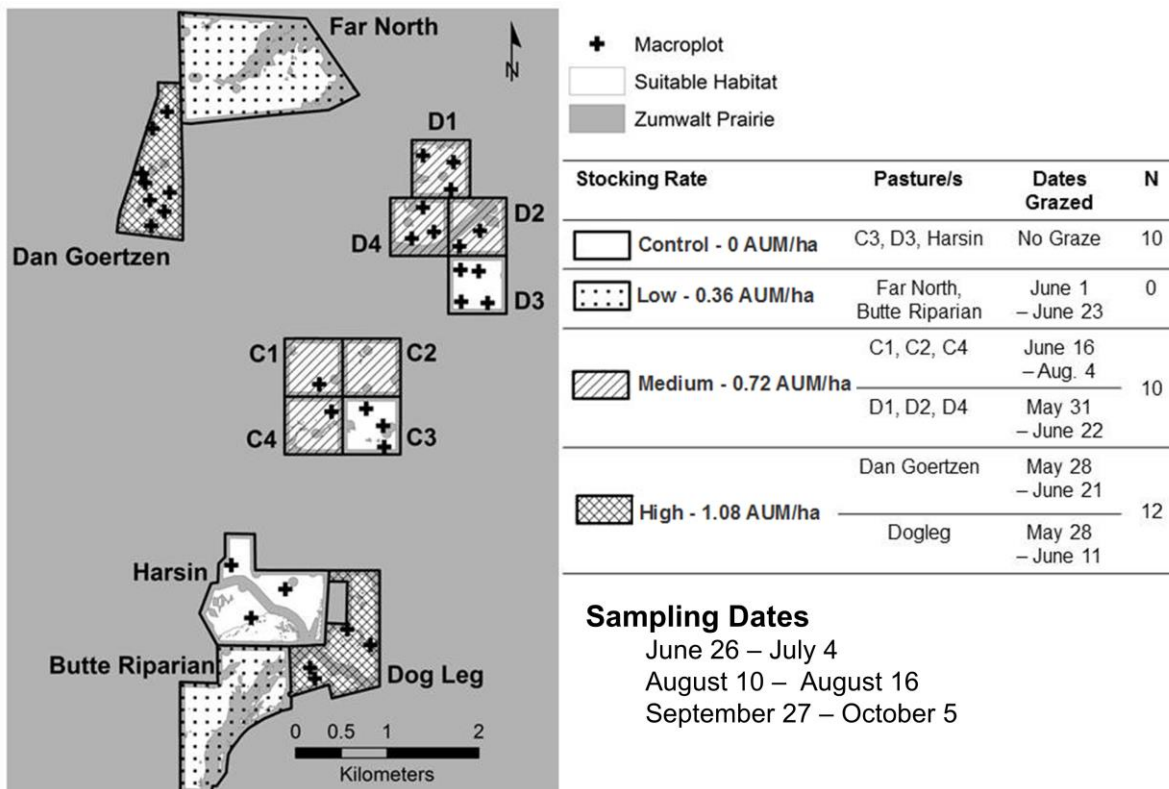 Far North
N
D1
D2
D4
Dan Goertzen
D3
C1
C2
C4
C3
Harsin
Butte Riparian
Dog Leg
0 0.5 1 2
Kilometers
Macroplot
Suitable Habitat
Zumwalt Prairie
Stocking Rate Pasture/s Dates N
Grazed
Control - 0 AUM/ha C3, D3, Harsin No Graze 10
Low - 0.36 AUM/ha Far North, June 1 0
Butte Riparian – June 23
C1, C2, C4 June 16
– Aug. 4
Medium - 0.72 AUM/ha 10
D1, D2, D4 May 31
– June 22
Dan Goertzen May 28
– June 21
High - 1.08 AUM/ha 12
Dogleg May 28
– June 11
Sampling Dates
June 26 – July 4
August 10 – August 16
September 27 – October 5